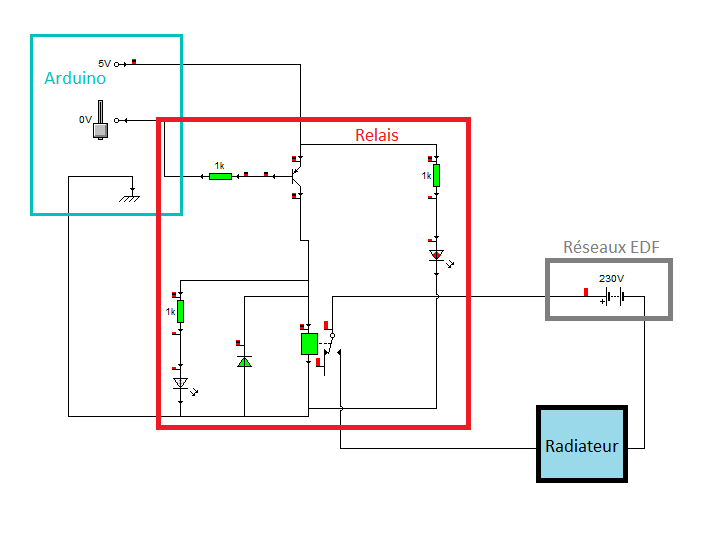 5V
Arduino
0V
Relais
1k
1k
Réseaux EDF
230V
+
1k
Radiateur